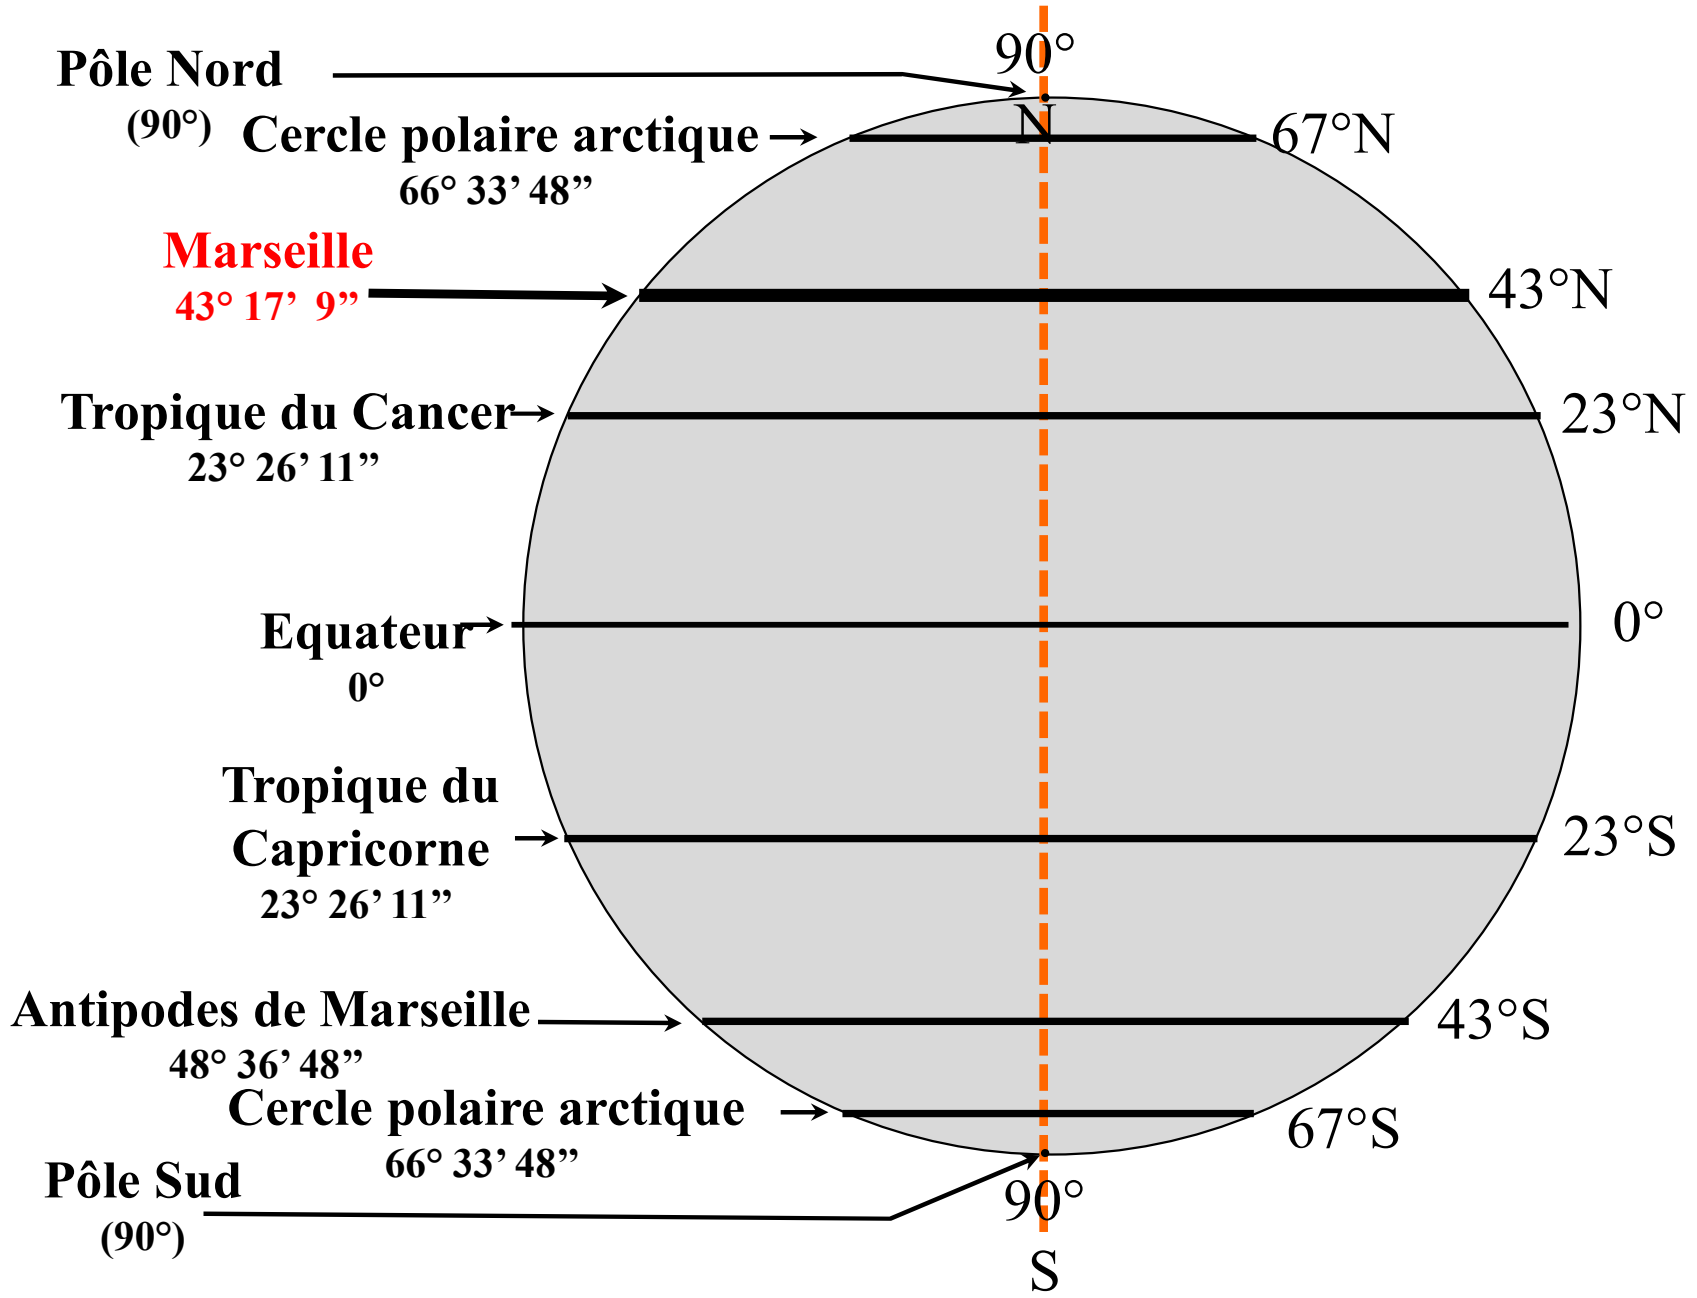 90°
N
Pôle Nord
(90°)
Cercle polaire arctique
66° 33’ 48”
67°N
Marseille
43° 17’ 9”
43°N
Tropique du Cancer
23° 26’ 11”
23°N
Equateur
0°
0°
Tropique du
Capricorne
23° 26’ 11”
23°S
Antipodes de Marseille
48° 36’ 48”
43°S
Cercle polaire arctique
66° 33’ 48”
67°S
Pôle Sud
(90°)
90°
S